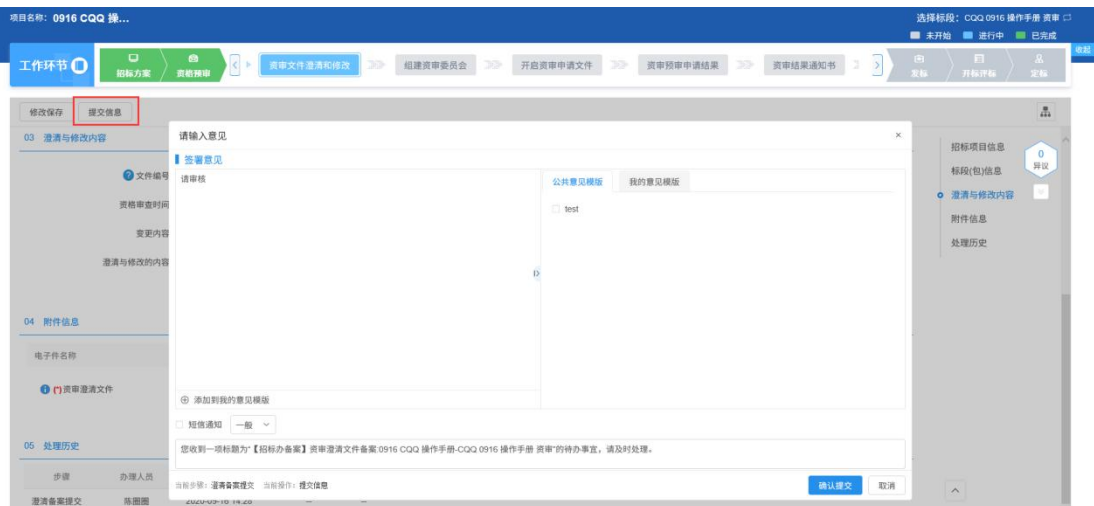 项目名称: 0916 CQQ 操... 选择标段: CQQ 0916 操作手册 资审
未开始 进行中 已完成
工作环节 招标方案 资格预审 资审文件澄清和修改 组建资审委员会 开启资审申请文件 资审预审申请结果 资审结果通知书 发标 开标评标 定标 收起
修改保存 提交信息
03 澄清与修改内容
文件编号
资格审查时间
变更内容
澄清与修改的内容
04 附件信息
电子件名称
(*)资审澄清文件
05 处理历史
步骤 办理人员
澄清备案提交 陈圈圈 2020-09-16 14:28
请输入意见 ×
签署意见
请审核
公共意见模版 我的意见模版
test
添加到我的意见模版
短信通知 一般
您收到一项标题为"【招标办备案】资审澄清文件备案:0916 CQQ 操作手册-CQQ 0916 操作手册 资审"的待办事宜，请及时处理。
当前步骤: 澄清备案提交 当前操作: 提交信息
确认提交 取消
招标项目信息
标段(包)信息
澄清与修改内容
附件信息
处理历史
0
异议